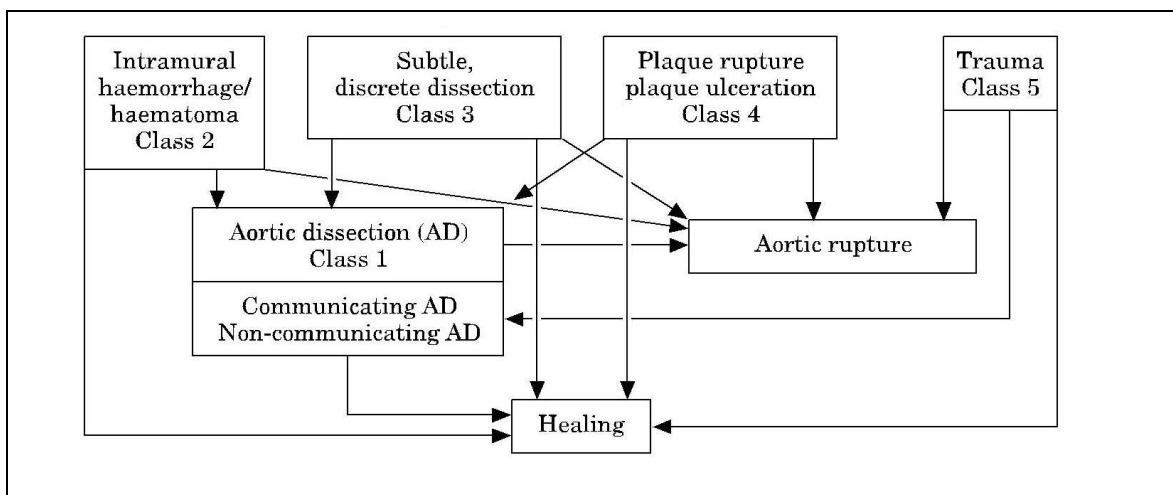 Intramural
haemorrhage/
haematoma
Class 2
Subtle,
discrete dissection
Class 3
Plaque rupture
plaque ulceration
Class 4
Trauma
Class 5
Aortic dissection (AD)
Class 1
Communicating AD
Non-communicating AD
Aortic rupture
Healing